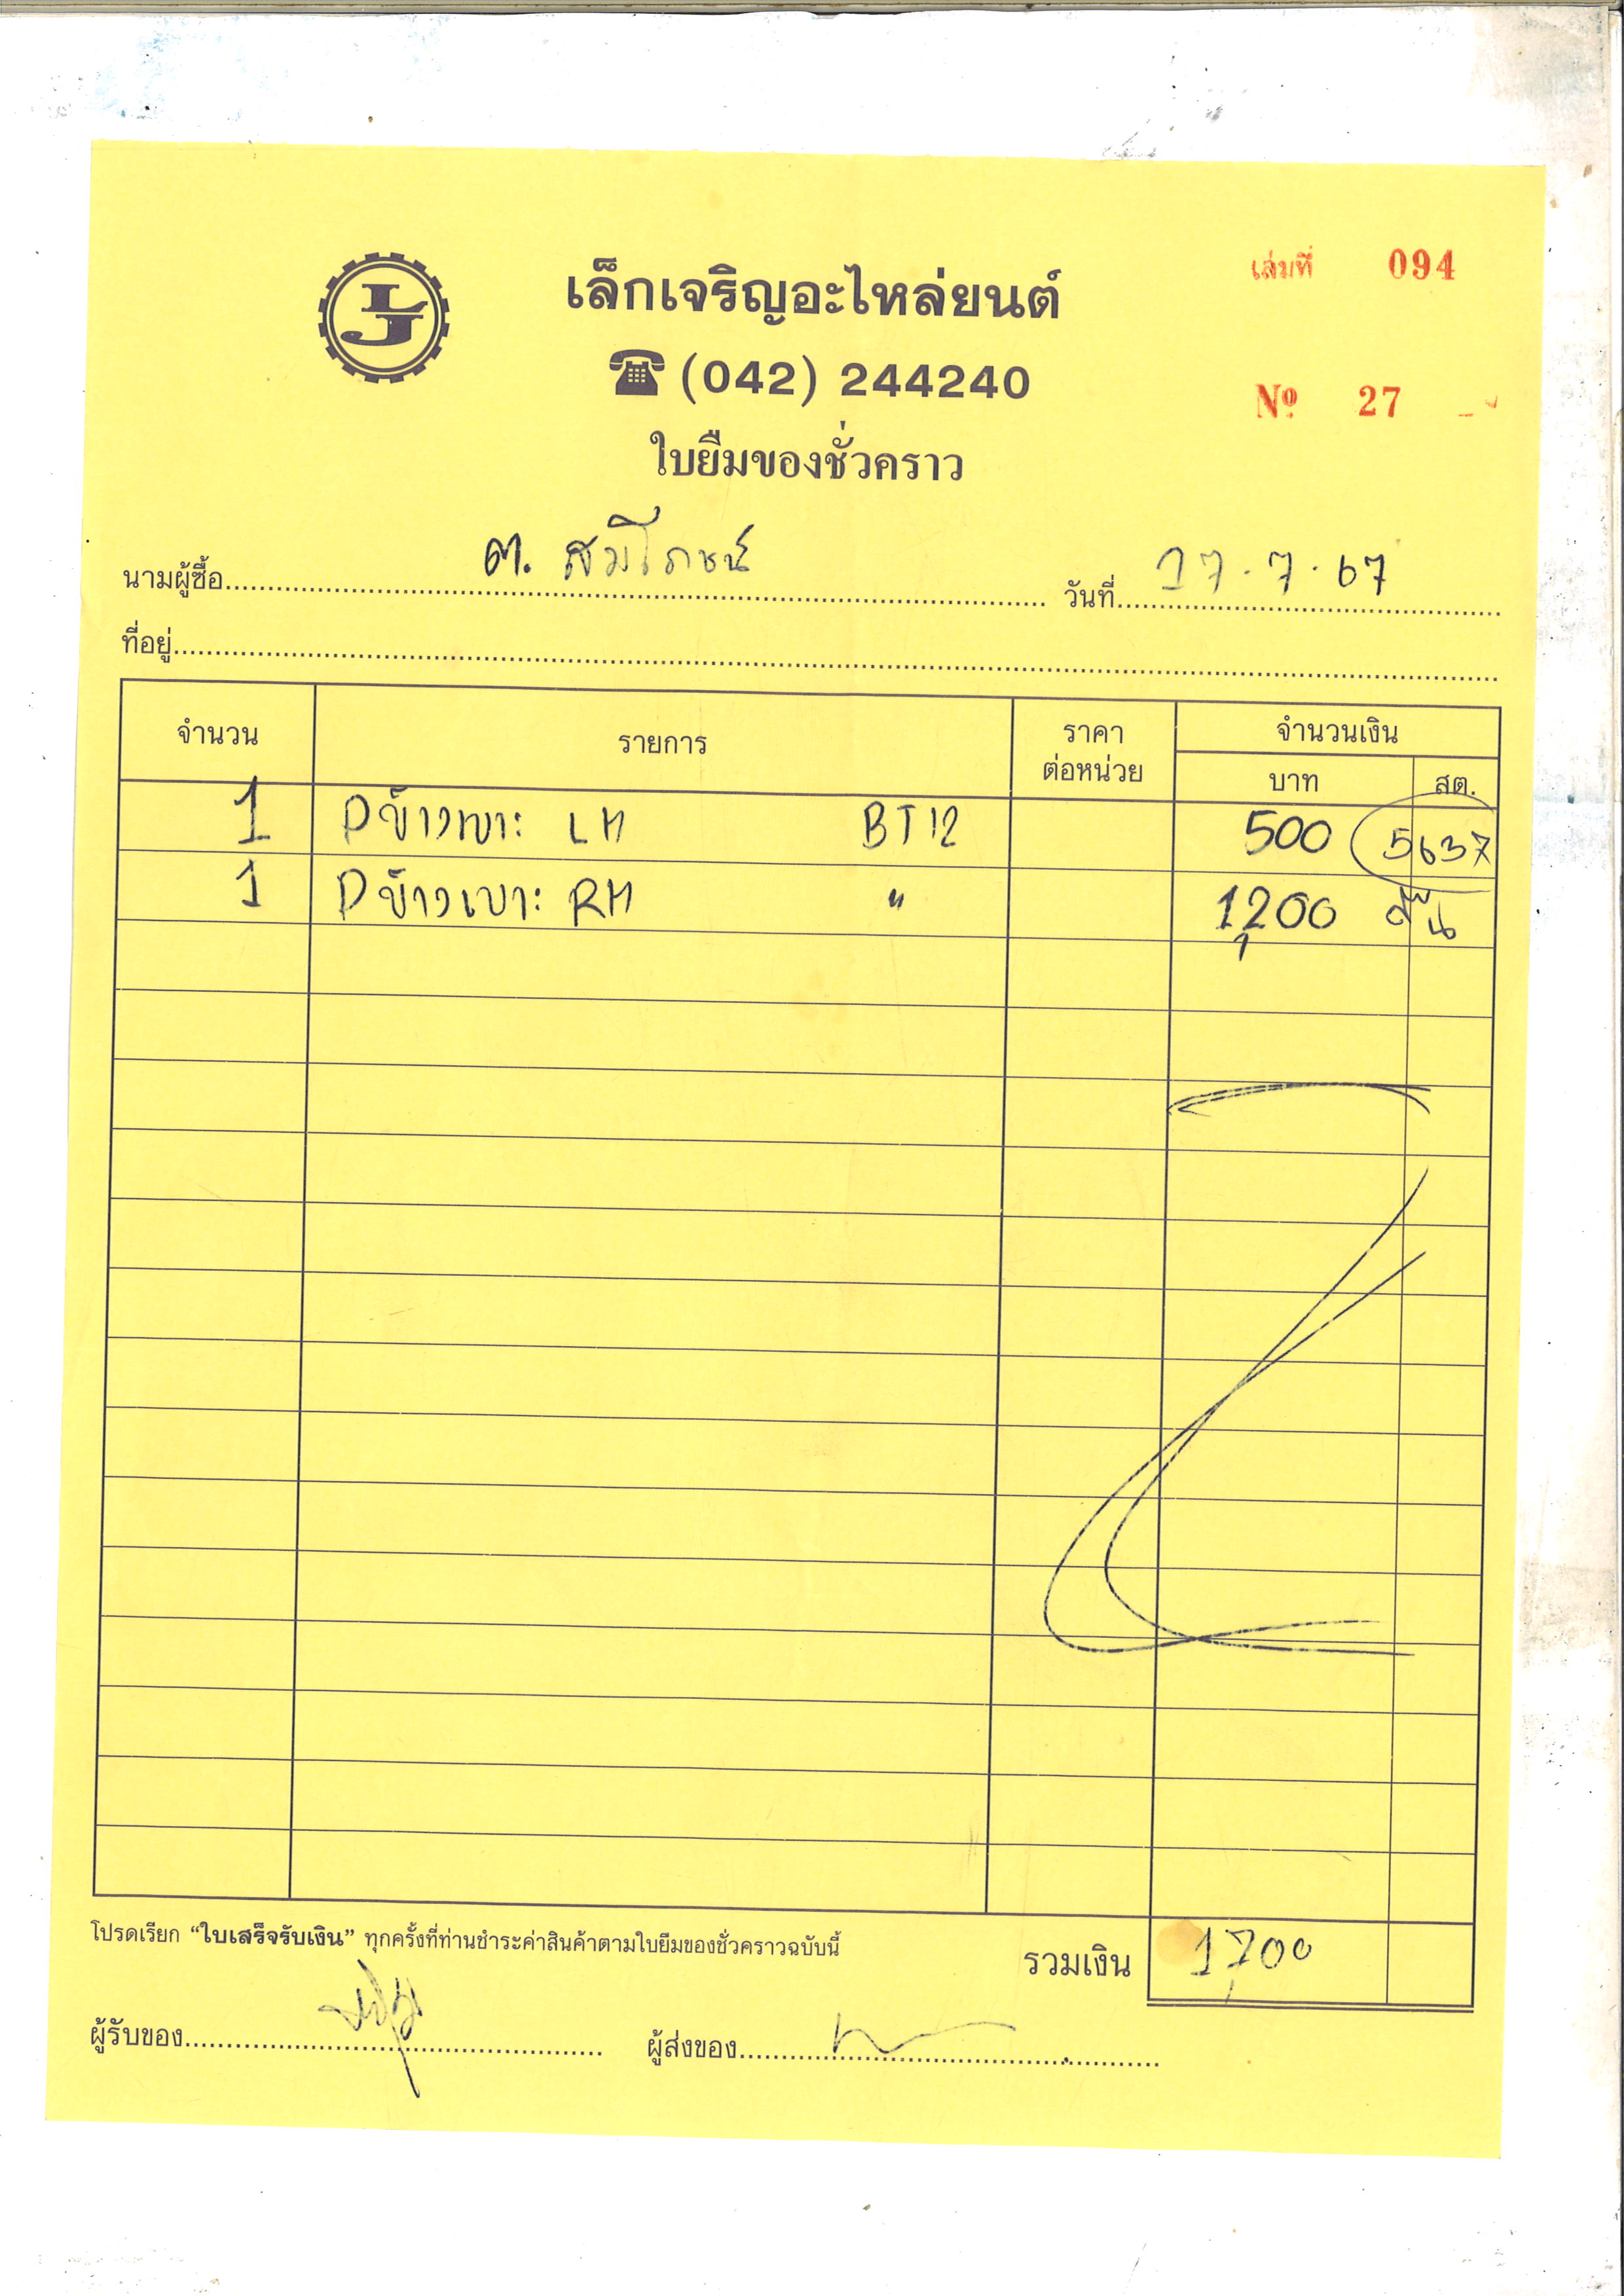 LJ
เล็กเจริญอะไหล่ยนต์
เล่มที่ 094
(042) 244240
№ 27
ใบยืมของชั่วคราว
นามผู้ซื้อ ต. สมโภชน์ วันที่ 17.7.67
ที่อยู่
จำนวน รายการ ราคาต่อหน่วย จำนวนเงิน
บาท สต.
1 ข้างเบาะ LH BT12 500 5637
1 ข้างเบาะ RH " 1,200
โปรดเรียก “ใบเสร็จรับเงิน” ทุกครั้งที่ท่านชำระค่าสินค้าตามใบยืมของชั่วคราวฉบับนี้
รวมเงิน 1,700
ผู้รับของ ผู้ส่งของ